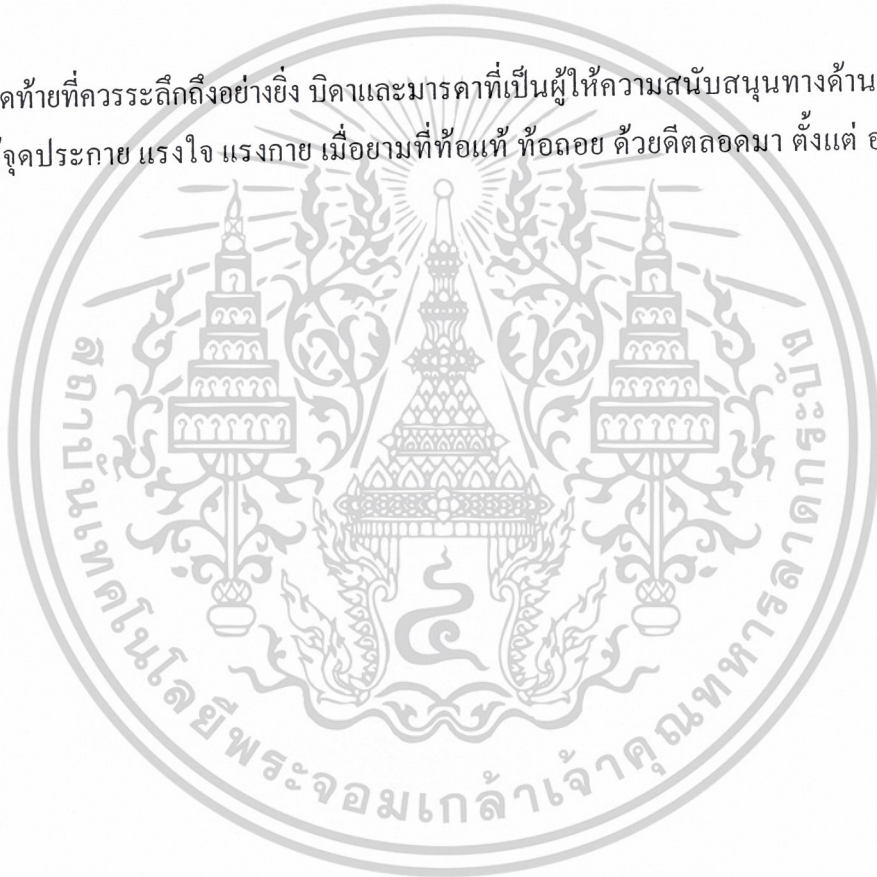 ดท้ายที่ควรระลึกถึงอย่างยิ่ง บิดาและมารดาที่เป็นผู้ให้ความสนับสนุนทางด้าน
จุดประกาย แรงใจ แรงกาย เมื่อยามที่ท้อแท้ ท้อถอย ด้วยดีตลอดมา ตั้งแต่ อ
สถาบันเทคโนโลยีพระจอมเกล้าเจ้าคุณทหารลาดกระบัง
๔